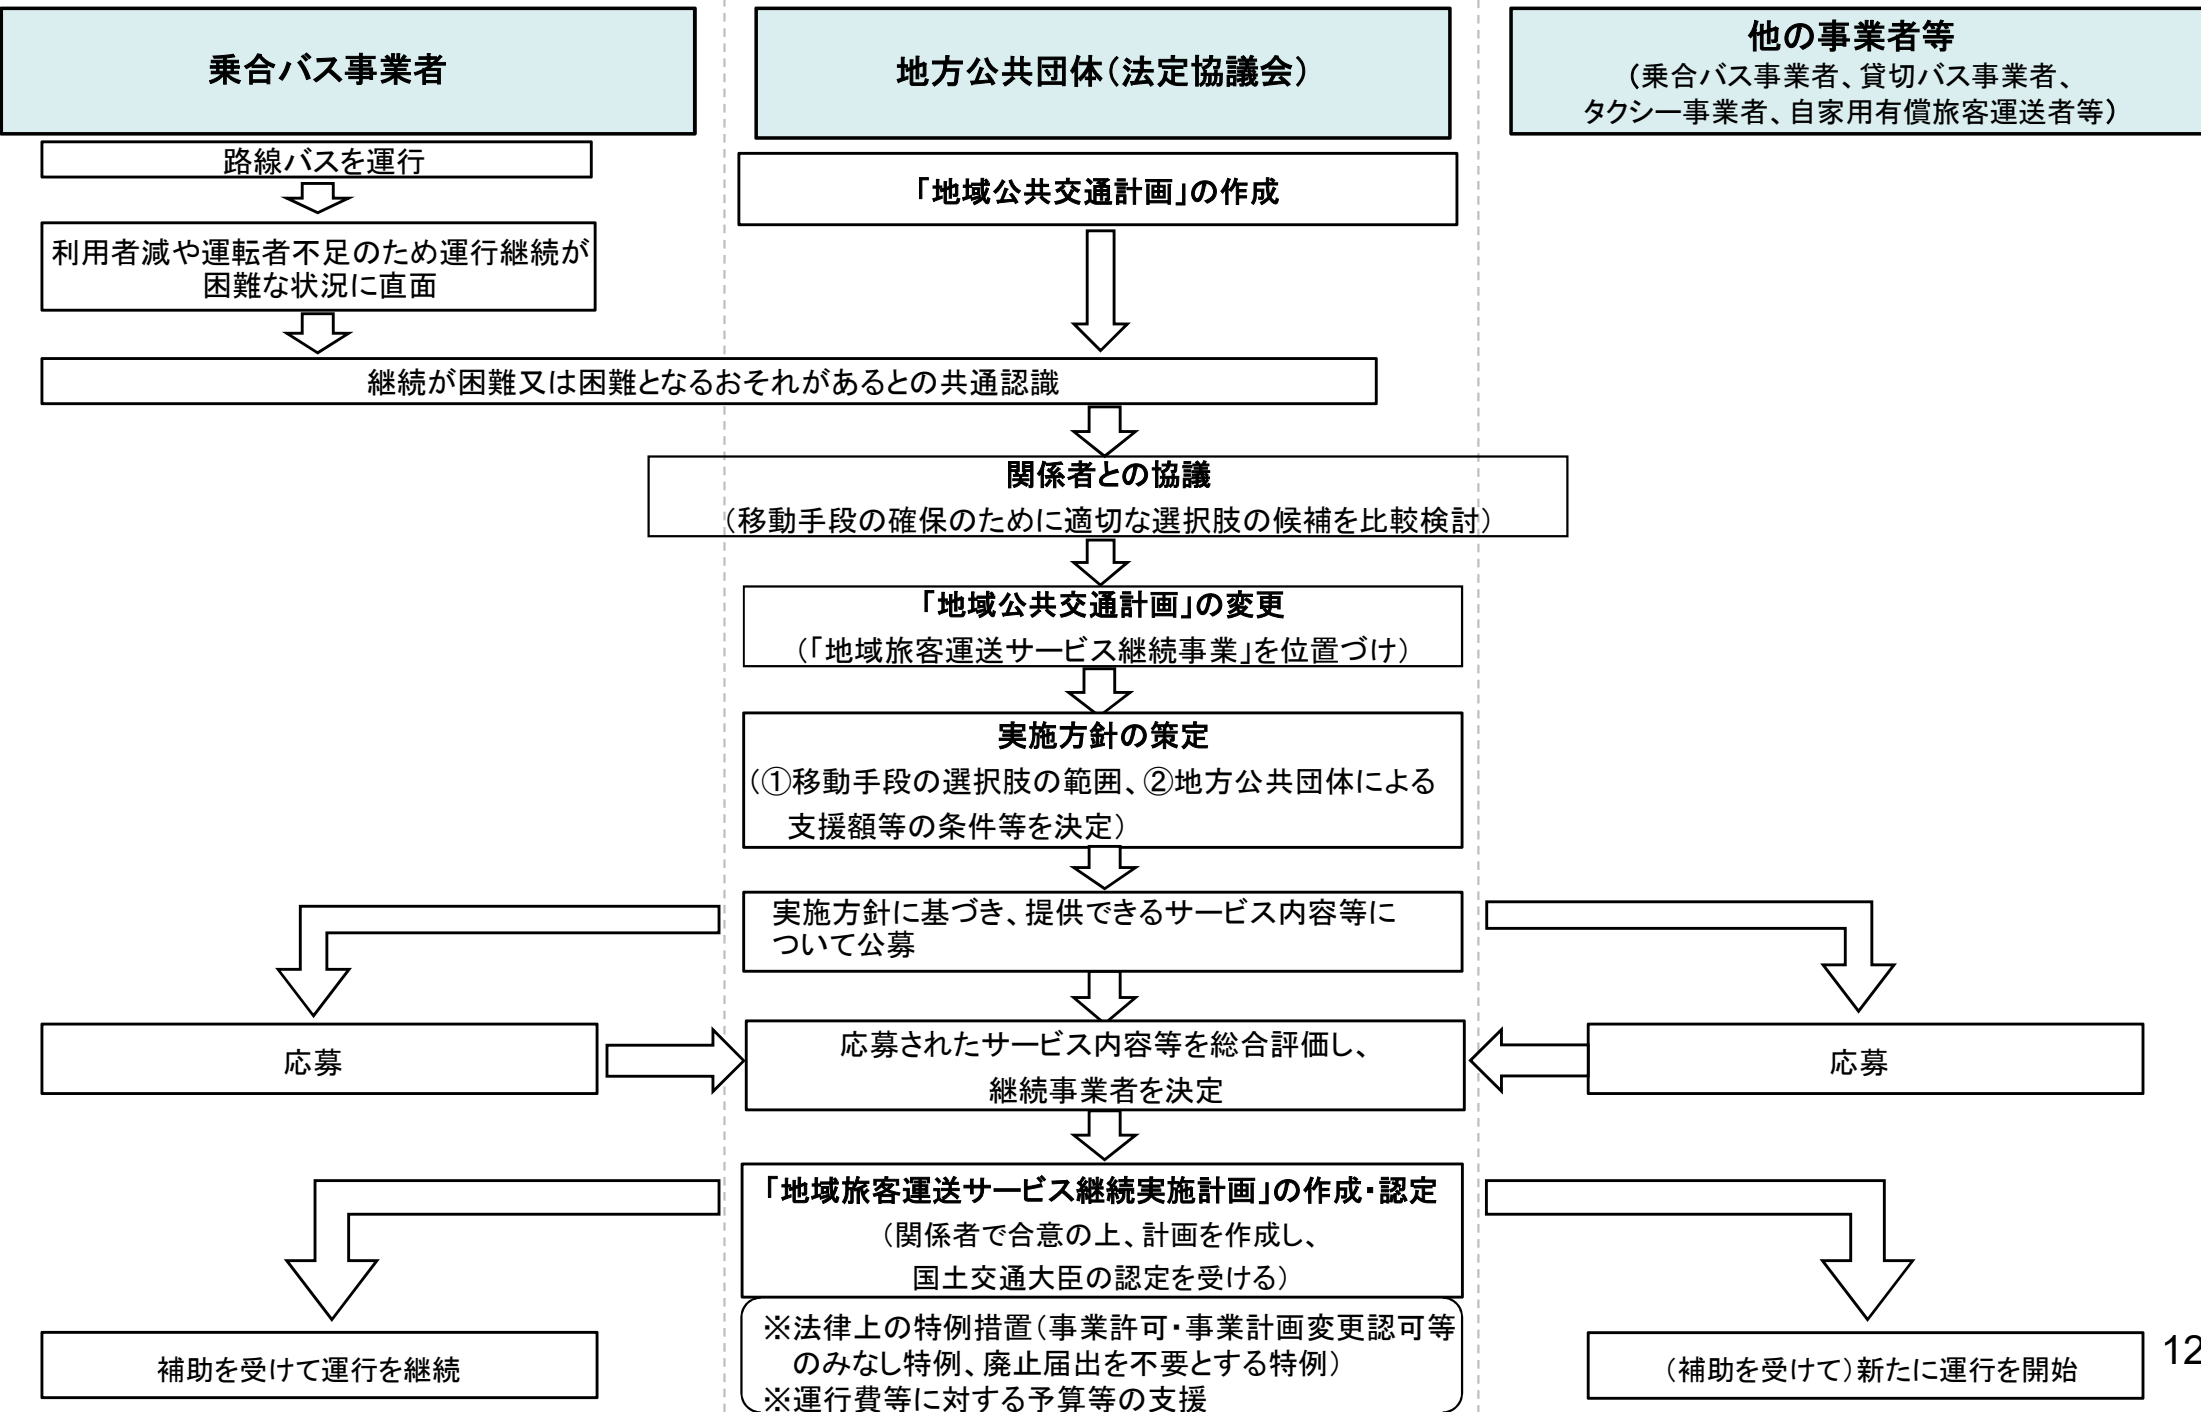 乗合バス事業者
地方公共団体（法定協議会）
他の事業者等
（乗合バス事業者、貸切バス事業者、
タクシー事業者、自家用有償旅客運送者等）
路線バスを運行
「地域公共交通計画」の作成
利用者減や運転者不足のため運行継続が
困難な状況に直面
継続が困難又は困難となるおそれがあるとの共通認識
関係者との協議
（移動手段の確保のために適切な選択肢の候補を比較検討）
「地域公共交通計画」の変更
（「地域旅客運送サービス継続事業」を位置づけ）
実施方針の策定
（①移動手段の選択肢の範囲、②地方公共団体による
支援額等の条件等を決定）
実施方針に基づき、提供できるサービス内容等に
ついて公募
応募
応募されたサービス内容等を総合評価し、
継続事業者を決定
応募
「地域旅客運送サービス継続実施計画」の作成・認定
（関係者で合意の上、計画を作成し、
国土交通大臣の認定を受ける）
※法律上の特例措置（事業許可・事業計画変更認可等
のみなし特例、廃止届出を不要とする特例）
※運行費等に対する予算等の支援
補助を受けて運行を継続
（補助を受けて）新たに運行を開始
12